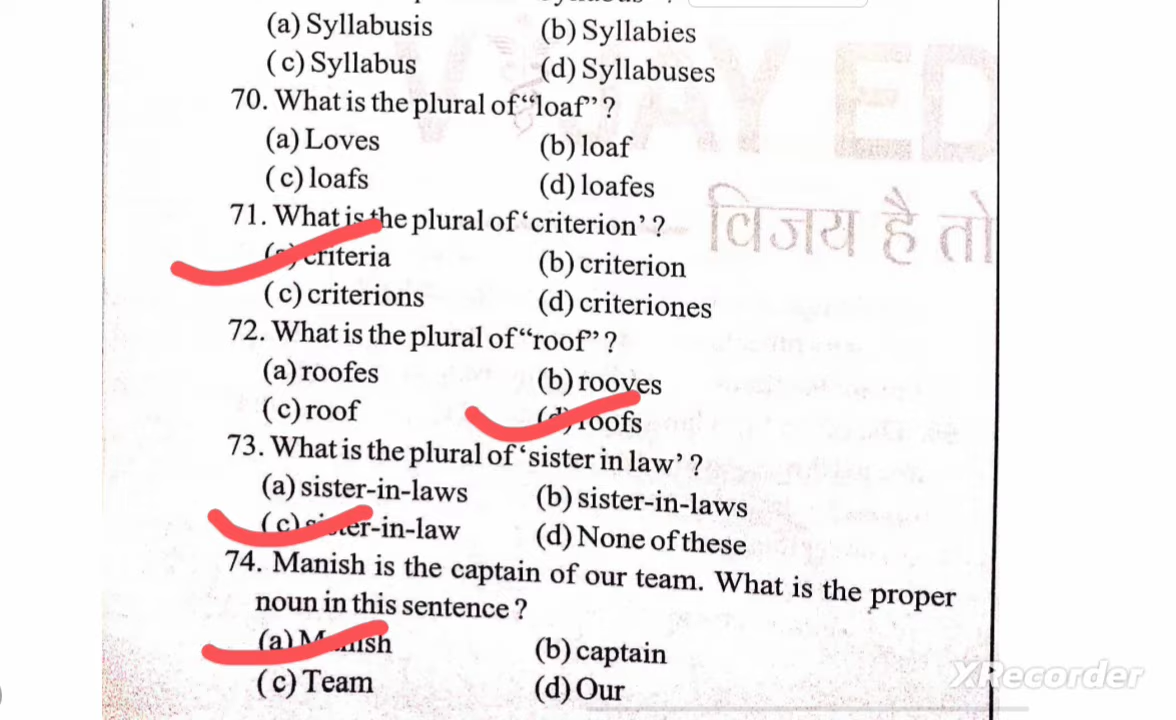 (a) Syllabusis (b) Syllabies
(c) Syllabus (d) Syllabuses
70. What is the plural of “loaf” ?
(a) Loves (b) loaf
(c) loafs (d) loafes
71. What is the plural of ‘criterion’ ?
criteria (b) criterion
(c) criterions (d) criteriones
72. What is the plural of “roof” ?
(a) roofes (b) rooves
(c) roof (d) roofs
73. What is the plural of ‘sister in law’ ?
(a) sister-in-laws (b) sister-in-laws
(c) sister-in-law (d) None of these
74. Manish is the captain of our team. What is the proper
noun in this sentence ?
(a) Manish (b) captain
(c) Team (d) Our
विजय है तो
XRecorder